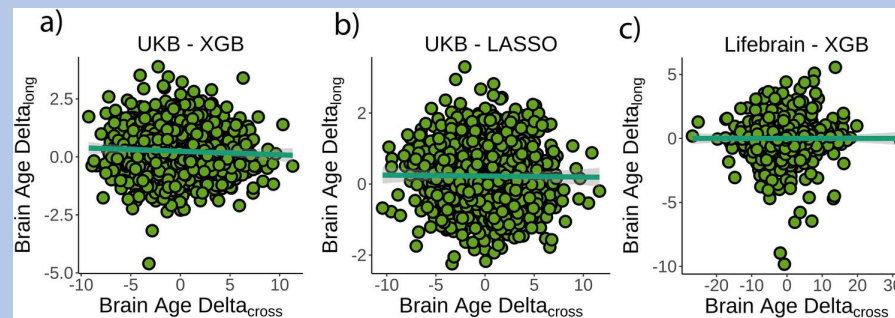 a)
UKB - XGB
Brain Age Delta_long
2.5
0.0
-2.5
-5.0
-10 -5 0 5 10
Brain Age Delta_cross
b)
UKB - LASSO
Brain Age Delta_long
2
0
-2
-10 -5 0 5 10
Brain Age Delta_cross
c)
Lifebrain - XGB
Brain Age Delta_long
5
0
-5
-10
-20 -10 0 10 20
Brain Age Delta_cross